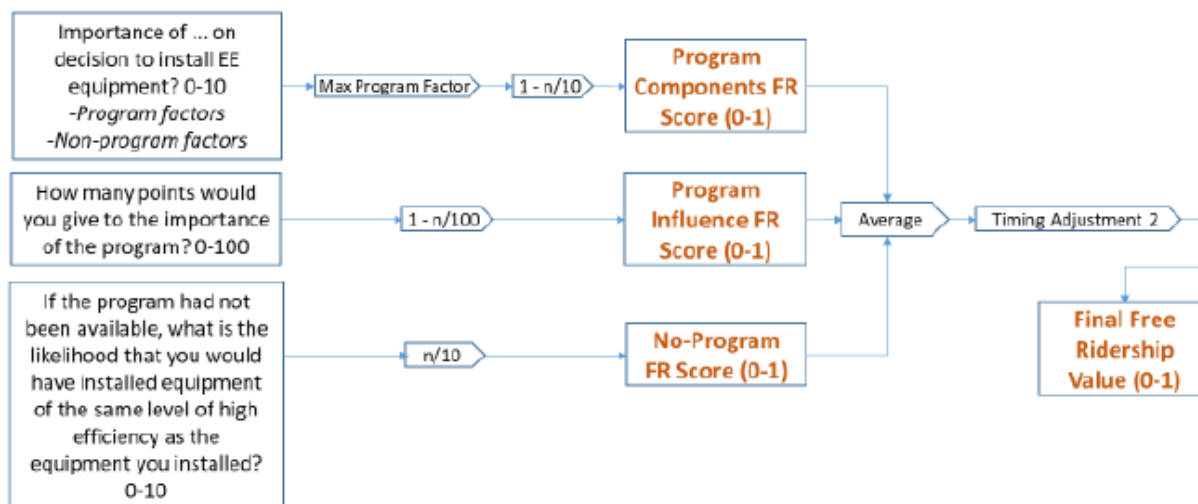 Importance of ... on
decision to install EE
equipment? 0-10
-Program factors
-Non-program factors
Max Program Factor
1 - n/10
Program
Components FR
Score (0-1)
How many points would
you give to the importance
of the program? 0-100
1 - n/100
Program
Influence FR
Score (0-1)
Average
Timing Adjustment 2
If the program had not
been available, what is the
likelihood that you would
have installed equipment
of the same level of high
efficiency as the
equipment you installed?
0-10
n/10
No-Program
FR Score (0-1)
Final Free
Ridership
Value (0-1)